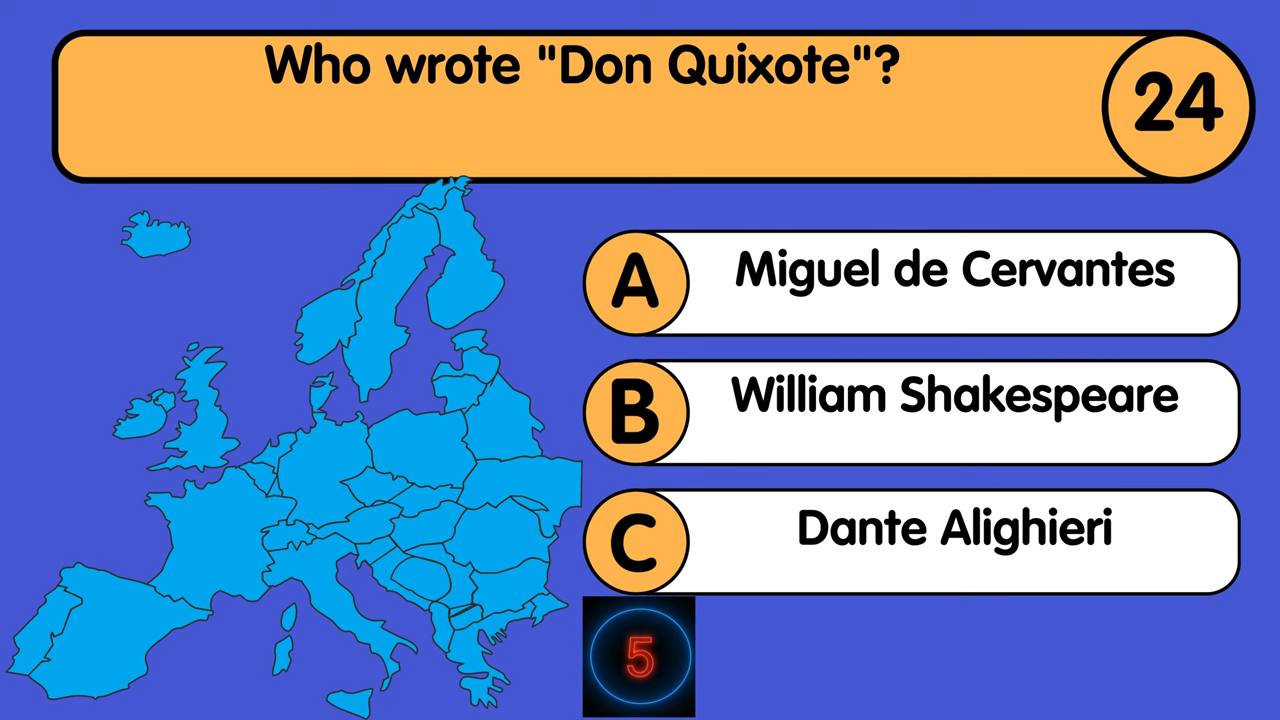 Who wrote "Don Quixote"?
24
A
Miguel de Cervantes
B
William Shakespeare
C
Dante Alighieri
5